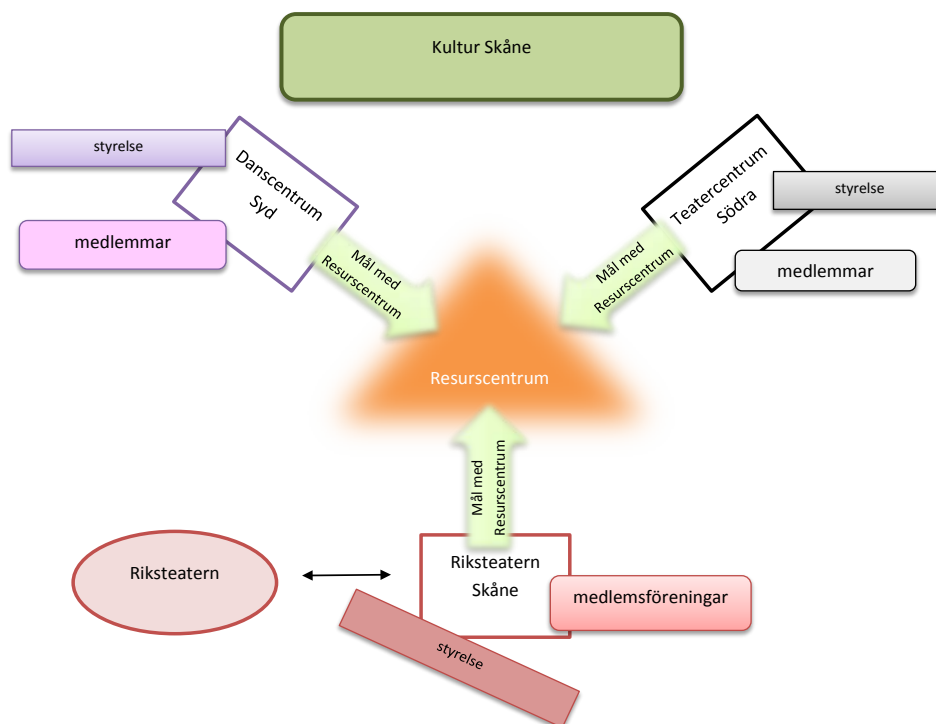 Kultur Skåne
styrelse
Danscentrum
Syd
medlemmar
Mål med
Resurscentrum
Teatercentrum
Södra
styrelse
medlemmar
Mål med
Resurscentrum
Resurscentrum
Mål med
Resurscentrum
Riksteatern
Riksteatern
Skåne
medlemsföreningar
styrelse